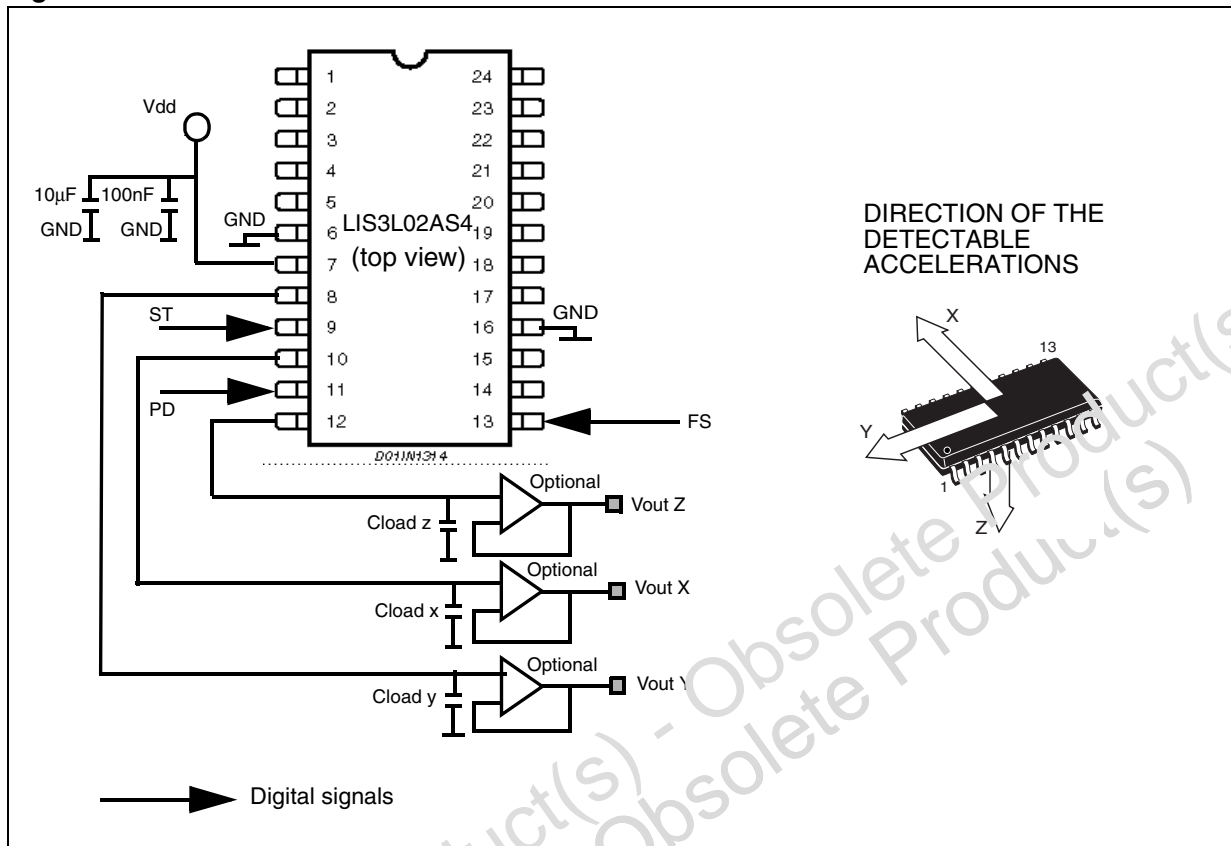 1
2
3
4
5
6
7
8
9
10
11
12
24
23
22
21
20
19
18
17
16
15
14
13
LIS3L02AS4
(top view)
Vdd
10µF
100nF
GND
GND
GND
GND
ST
PD
FS
D01IN1314
Optional
Cload z
Vout Z
Optional
Cload x
Vout X
Optional
Cload y
Vout Y
Digital signals
DIRECTION OF THE
DETECTABLE
ACCELERATIONS
X
Y
Z
13
1
Obsolete Product(s)
uct(s) - Obsolete Product(s)